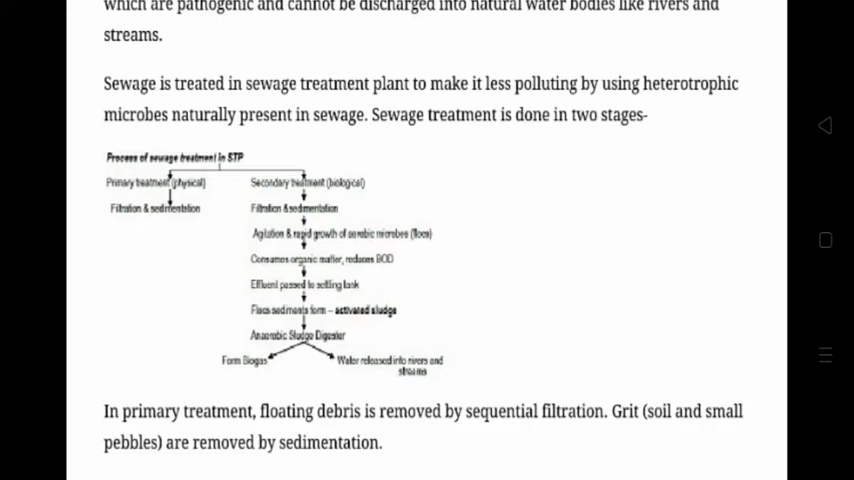 which are pathogenic and cannot be discharged into natural water bodies like rivers and
streams.
Sewage is treated in sewage treatment plant to make it less polluting by using heterotrophic
microbes naturally present in sewage. Sewage treatment is done in two stages-
Process of sewage treatment in STP
Primary treatment (physical)
Filtration & sedimentation
Secondary treatment (biological)
Filtration & sedimentation
Agitation & rapid growth of aerobic microbes (flocs)
Consumes organic matter, reduces BOD
Effluent passed to settling tank
Flocs sediments form – activated sludge
Anaerobic Sludge Digester
Form Biogas
Water released into rivers and
streams
In primary treatment, floating debris is removed by sequential filtration. Grit (soil and small
pebbles) are removed by sedimentation.